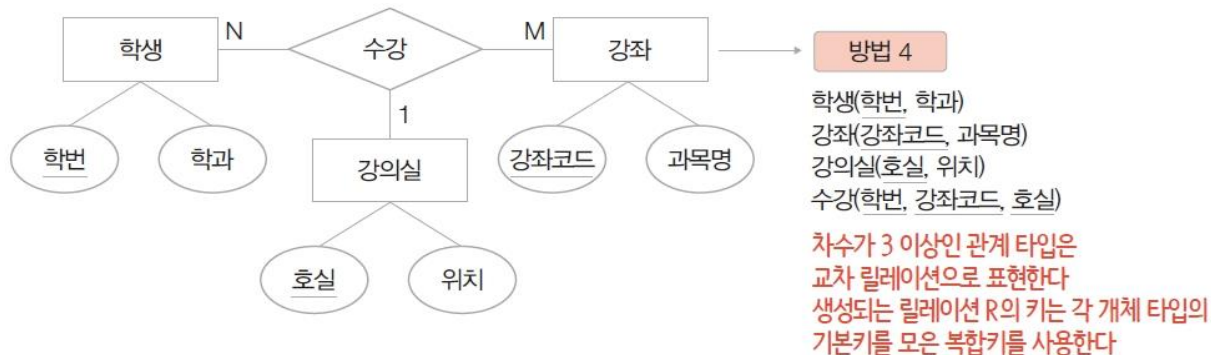 학생
N
수강
M
강좌
방법 4
1
학번
학과
강의실
강좌코드
과목명
호실
위치
학생(학번, 학과)
강좌(강좌코드, 과목명)
강의실(호실, 위치)
수강(학번, 강좌코드, 호실)
차수가 3 이상인 관계 타입은
교차 릴레이션으로 표현한다
생성되는 릴레이션 R의 키는 각 개체 타입의
기본키를 모은 복합키를 사용한다